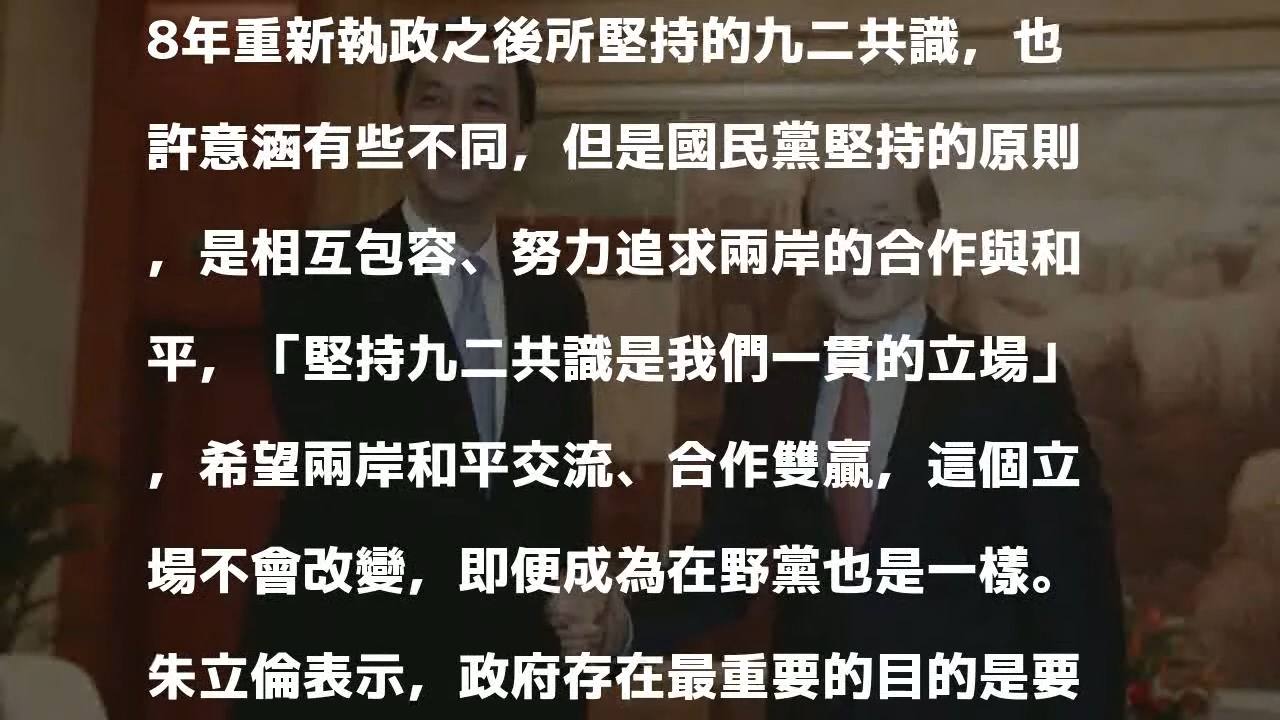 8年重新執政之後所堅持的九二共識，也
許意涵有些不同，但是國民黨堅持的原則
，是相互包容、努力追求兩岸的合作與和
平，「堅持九二共識是我們一貫的立場」
，希望兩岸和平交流、合作雙贏，這個立
場不會改變，即便成為在野黨也是一樣。
朱立倫表示，政府存在最重要的目的是要